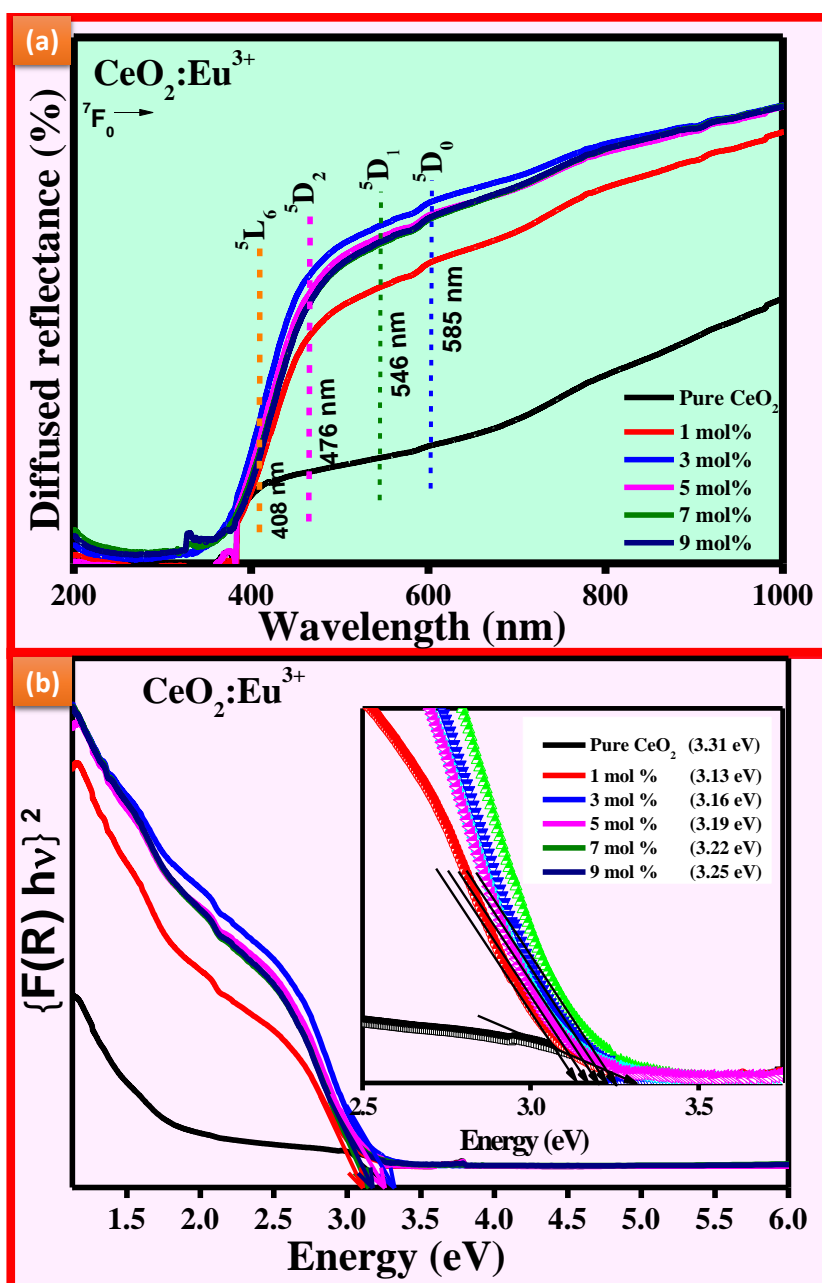 (a)
CeO₂:Eu³⁺
⁷F₀ →
⁵L₆
⁵D₂
⁵D₁
⁵D₀
408 nm
476 nm
546 nm
585 nm
Pure CeO₂
1 mol%
3 mol%
5 mol%
7 mol%
9 mol%
Diffused reflectance (%)
200 400 600 800 1000
Wavelength (nm)
(b)
CeO₂:Eu³⁺
Pure CeO₂ (3.31 eV)
1 mol % (3.13 eV)
3 mol % (3.16 eV)
5 mol % (3.19 eV)
7 mol % (3.22 eV)
9 mol % (3.25 eV)
2.5 3.0 3.5
Energy (eV)
{F(R) hν}²
1.5 2.0 2.5 3.0 3.5 4.0 4.5 5.0 5.5 6.0
Energy (eV)